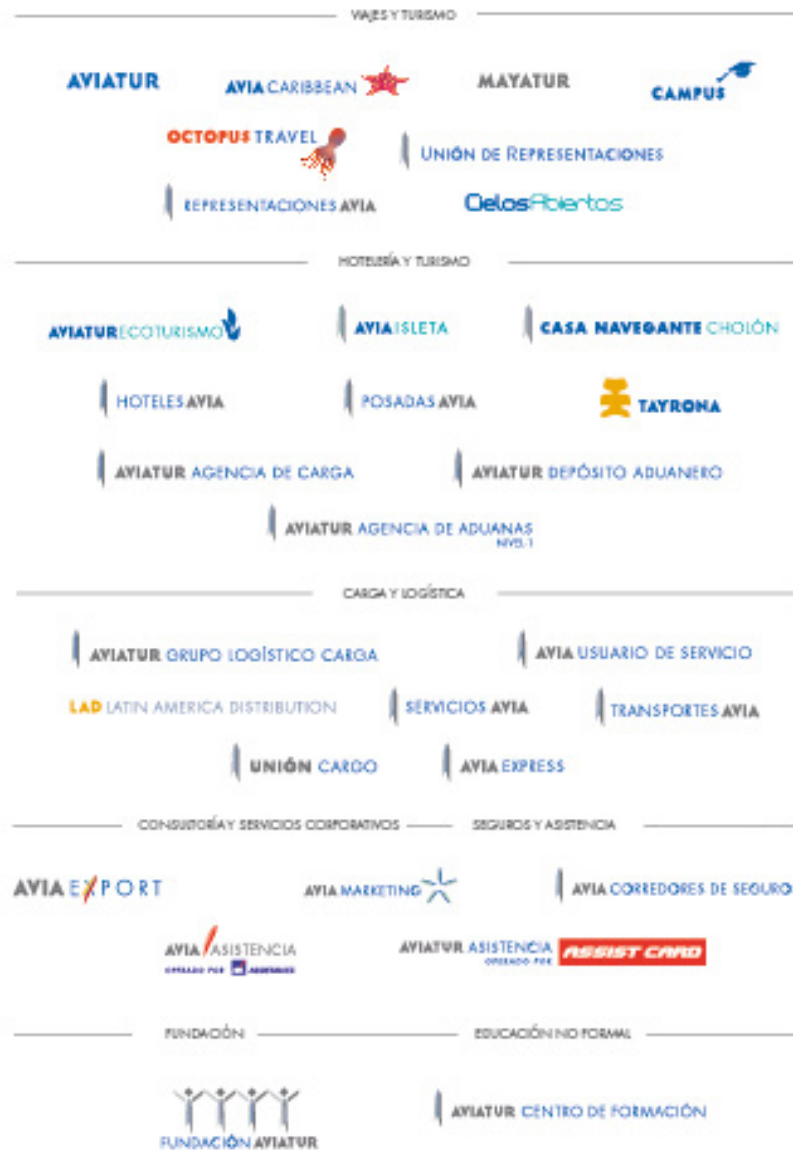 VIAJES Y TURISMO
AVIATUR AVIA CARIBBEAN MAYATUR CAMPUS
OCTOPUS TRAVEL UNIÓN DE REPRESENTACIONES
REPRESENTACIONES AVIA CielosAbiertos
HOTELERÍA Y TURISMO
AVIATUR ECOTURISMO AVIA ISLETA CASA NAVEGANTE CHOLÓN
HOTELES AVIA POSADAS AVIA TAYRONA
AVIATUR AGENCIA DE CARGA AVIATUR DEPÓSITO ADUANERO
AVIATUR AGENCIA DE ADUANAS
NIVEL 1
CARGA Y LOGÍSTICA
AVIATUR GRUPO LOGÍSTICO CARGA AVIA USUARIO DE SERVICIO
LAD LATIN AMERICA DISTRIBUTION SERVICIOS AVIA TRANSPORTES AVIA
UNIÓN CARGO AVIA EXPRESS
CONSULTORÍA Y SERVICIOS CORPORATIVOS SEGUROS Y ASISTENCIA
AVIA EXPORT AVIA MARKETING AVIA CORREDORES DE SEGURO
AVIA ASISTENCIA AVIATUR ASISTENCIA ASSIST CARD
OPERADO POR OPERADO POR
FUNDACIÓN EDUCACIÓN NO FORMAL
FUNDACIÓN AVIATUR AVIATUR CENTRO DE FORMACIÓN